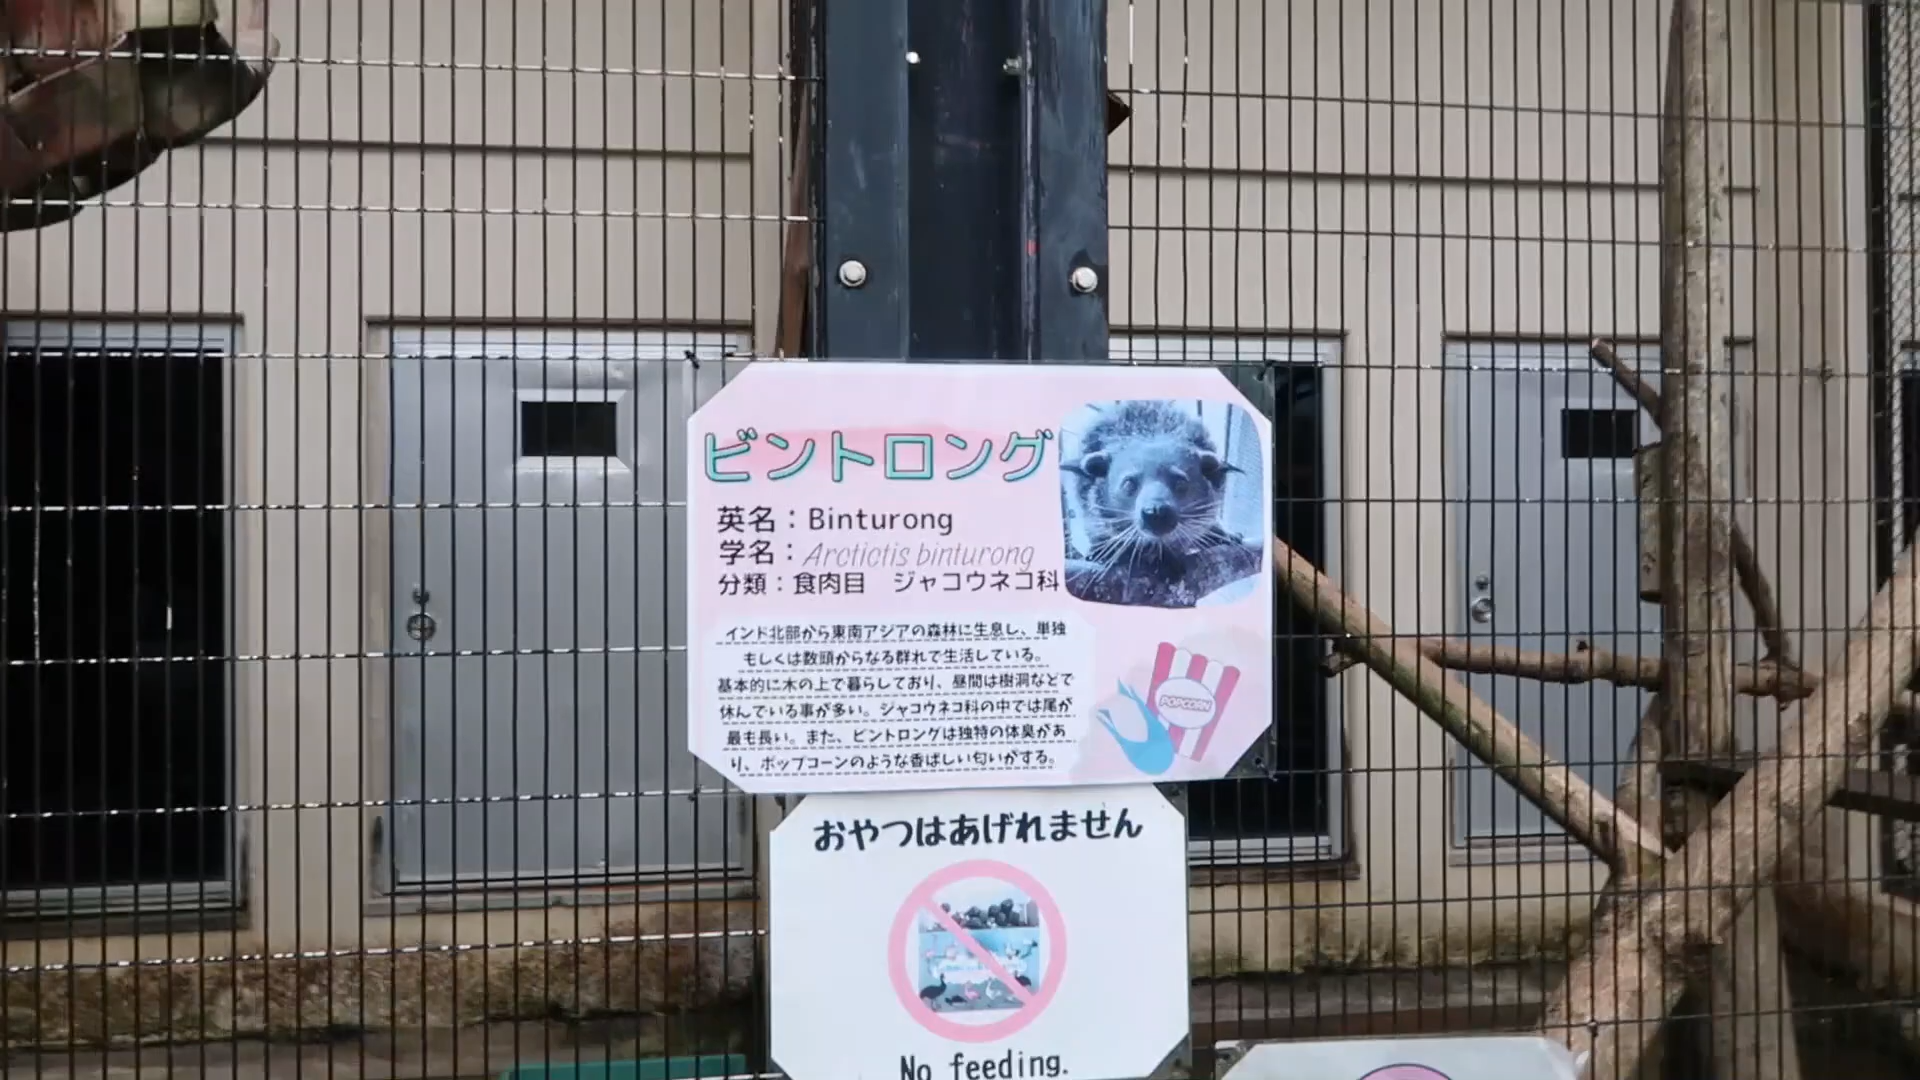 ビントロング
英名：Binturong
学名：Arctictis binturong
分類：食肉目　ジャコウネコ科
インド北部から東南アジアの森林に生息し、単独
もしくは数頭からなる群れで生活している。
基本的に木の上で暮らしており、昼間は樹洞などで
休んでいる事が多い。ジャコウネコ科の中では尾が
最も長い。また、ビントロングは独特の体臭があ
り、ポップコーンのような香ばしい匂いがする。
POPCORN
おやつはあげれません
No feeding.